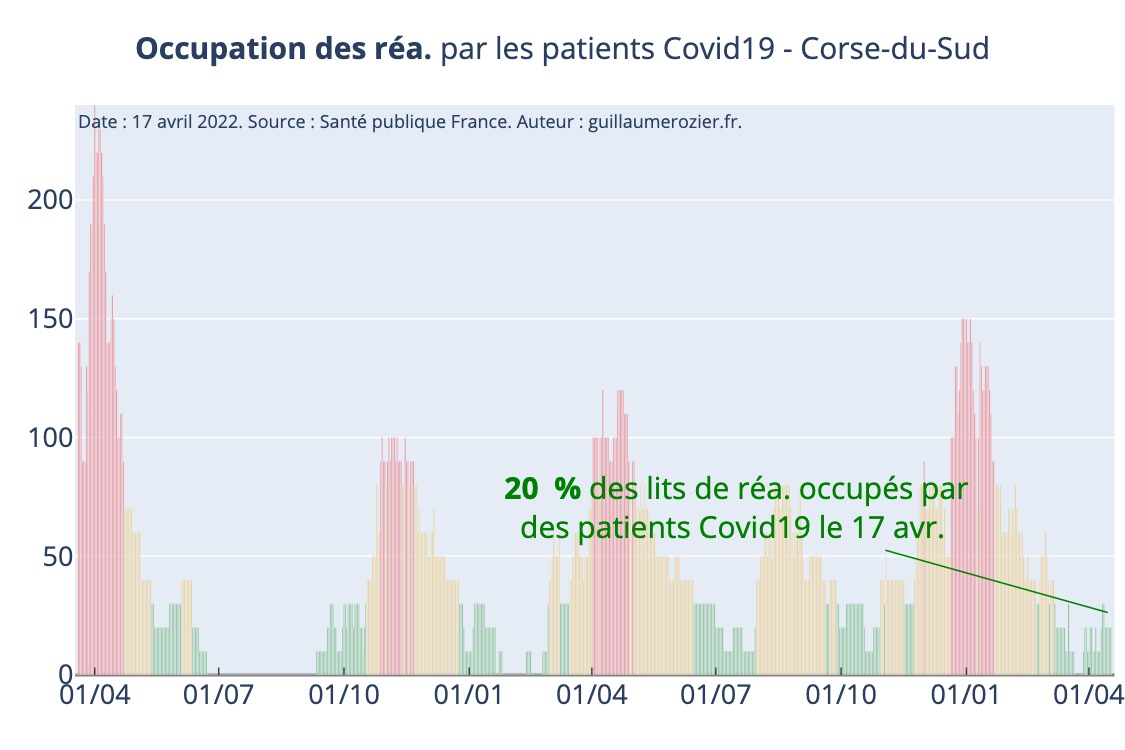 Occupation des réa. par les patients Covid19 - Corse-du-Sud
Date : 17 avril 2022. Source : Santé publique France. Auteur : guillaumerozier.fr.
200
150
100
20 % des lits de réa. occupés par
des patients Covid19 le 17 avr.
50
0
01/04 01/07 01/10 01/01 01/04 01/07 01/10 01/01 01/04